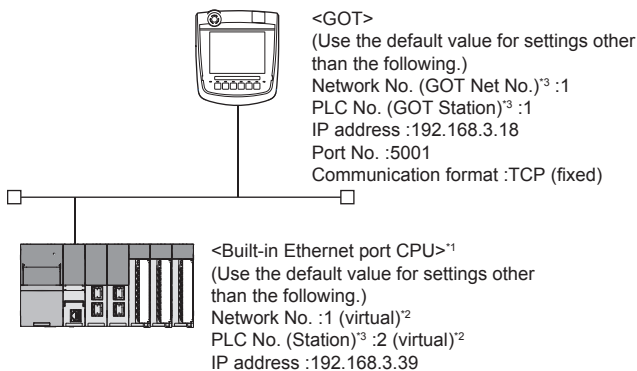 <GOT>
(Use the default value for settings other
than the following.)
Network No. (GOT Net No.)*3 :1
PLC No. (GOT Station)*3 :1
IP address :192.168.3.18
Port No. :5001
Communication format :TCP (fixed)
<Built-in Ethernet port CPU>*1
(Use the default value for settings other
than the following.)
Network No. :1 (virtual)*2
PLC No. (Station)*3 :2 (virtual)*2
IP address :192.168.3.39